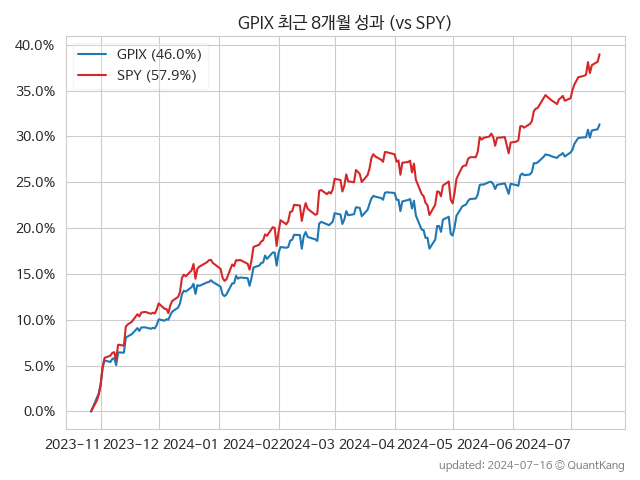 GPIX 최근 8개월 성과 (vs SPY)
GPIX (46.0%)
SPY (57.9%)
40.0%
35.0%
30.0%
25.0%
20.0%
15.0%
10.0%
5.0%
0.0%
2023-11 2023-12 2024-01 2024-02 2024-03 2024-04 2024-05 2024-06 2024-07
updated: 2024-07-16 © QuantKang